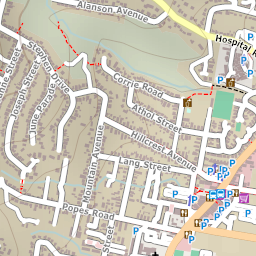 Alanson Avenue
Hospital R
Stephen Drive
Joseph Street
June Parade
Corrie Road
Athol Street
Hillcrest Avenue
Mountain Avenue
Lang Street
Popes Road
Street
P
P
P
P
P
P
P
P
P
P
P